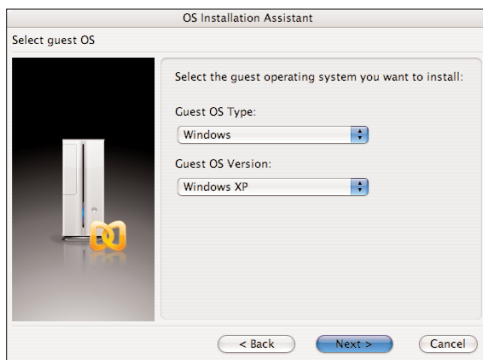 OS Installation Assistant
Select guest OS
Select the guest operating system you want to install:
Guest OS Type:
Windows
Guest OS Version:
Windows XP
< Back
Next >
Cancel